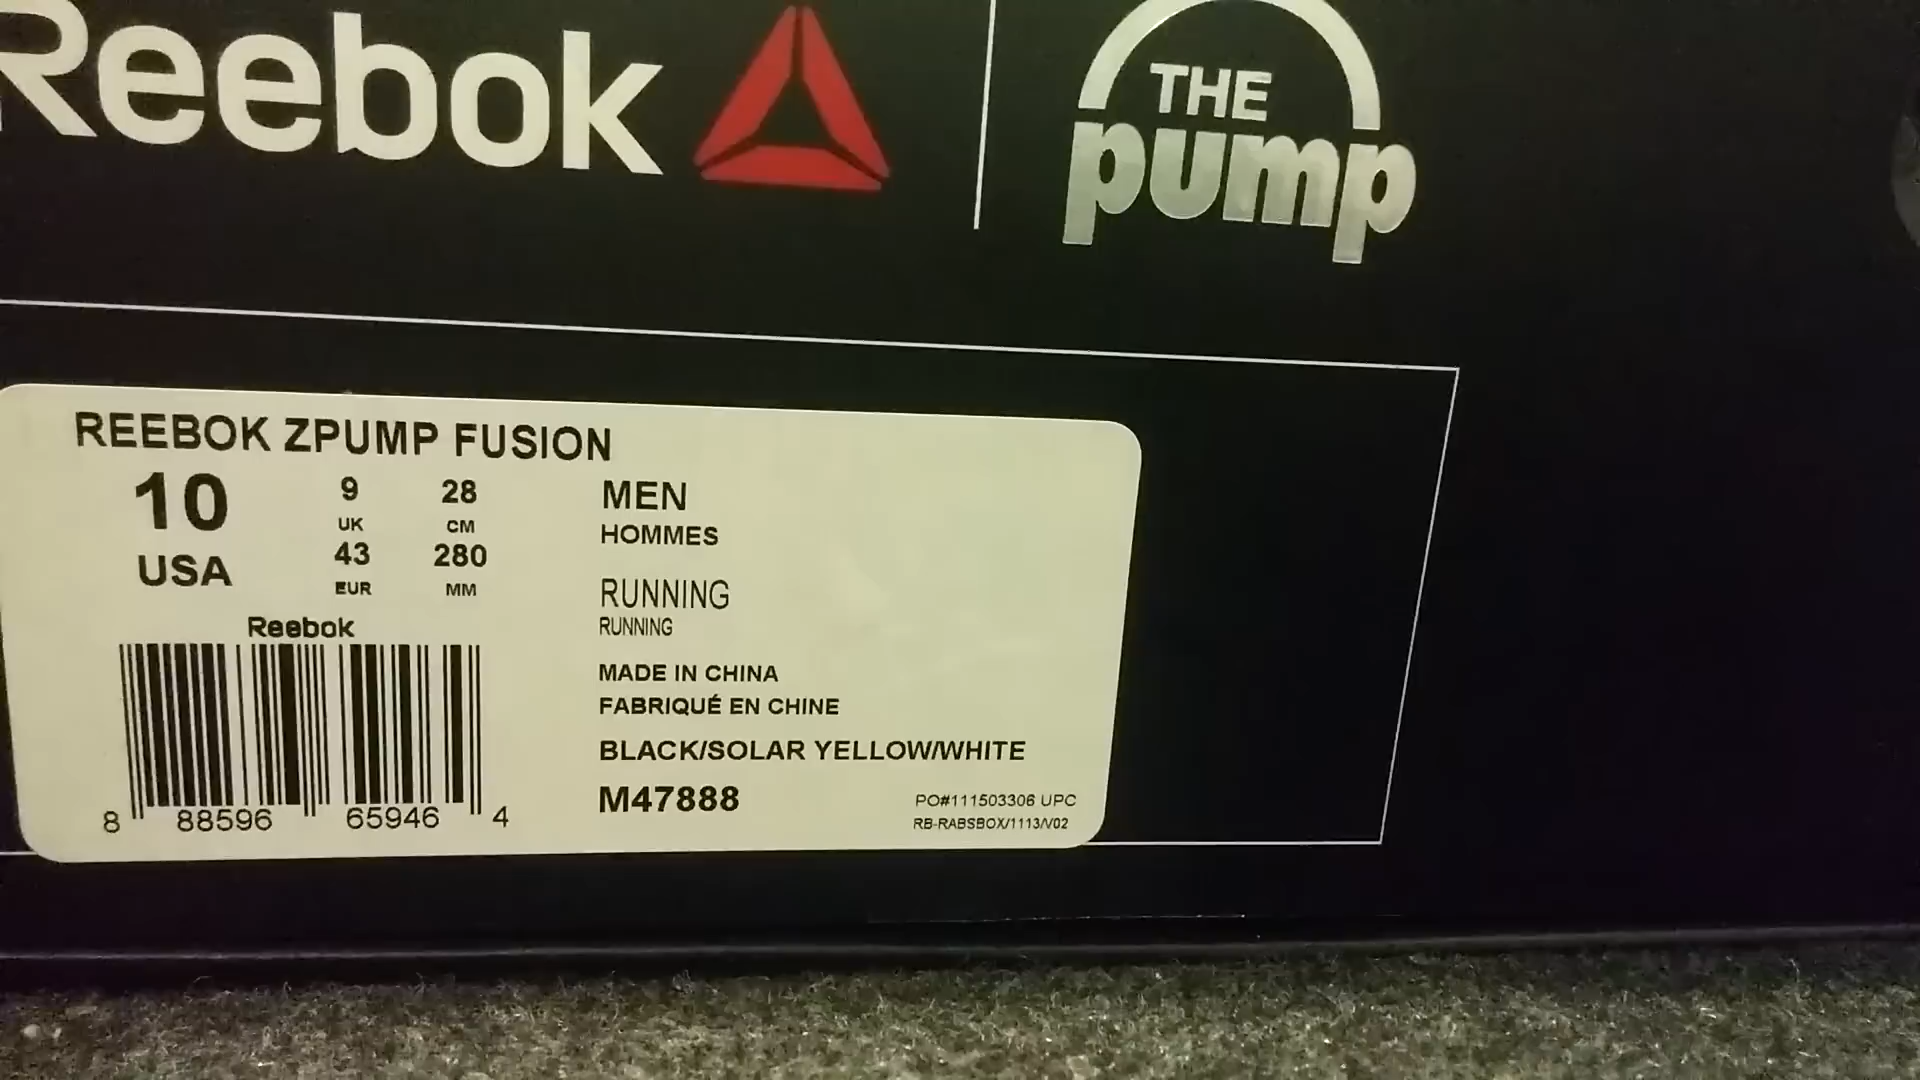 Reebok
THE
pump
REEBOK ZPUMP FUSION
10
USA
9
UK
43
EUR
28
CM
280
MM
MEN
HOMMES
RUNNING
RUNNING
MADE IN CHINA
FABRIQUÉ EN CHINE
BLACK/SOLAR YELLOW/WHITE
M47888
Reebok
8 88596 65946 4
PO#111503306 UPC
RB-RABSBOX/1113/V02